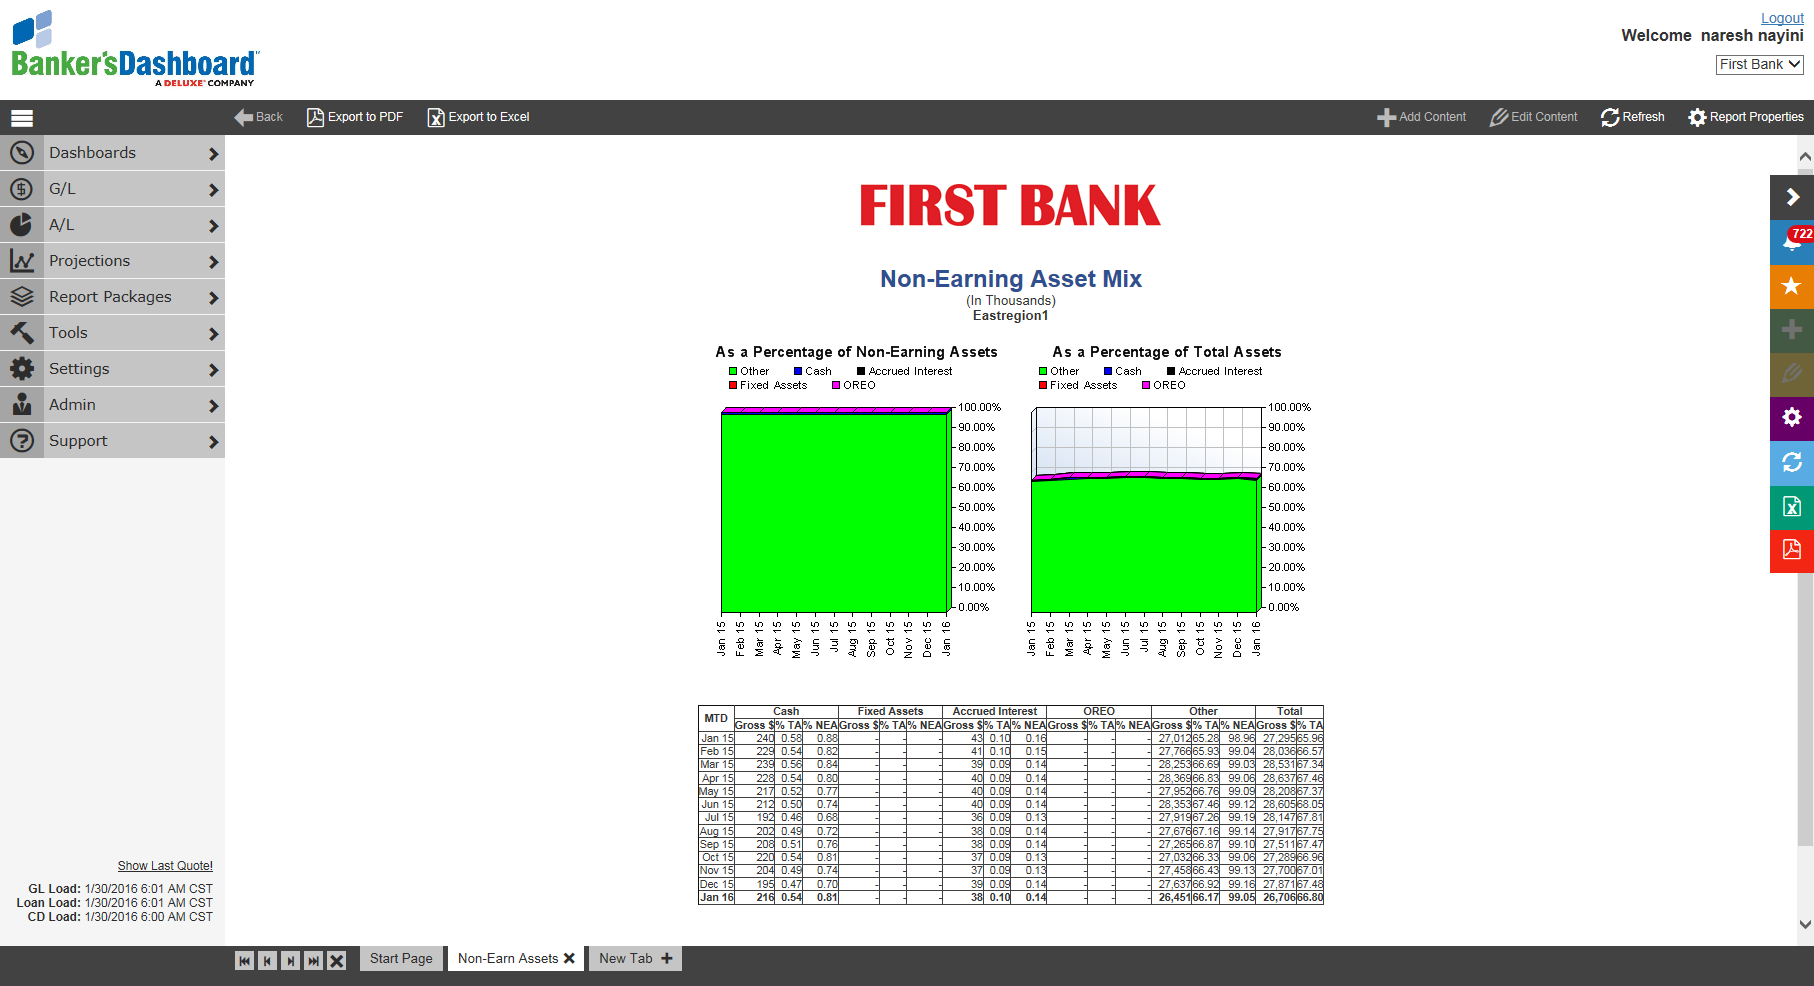 Logout
Welcome naresh nayini
First Bank
Banker'sDashboard
A DELUXE COMPANY
Back Export to PDF Export to Excel Add Content Edit Content Refresh Report Properties
Dashboards
G/L
A/L
Projections
Report Packages
Tools
Settings
Admin
Support
722
FIRST BANK
Non-Earning Asset Mix
(In Thousands)
Eastregion1
As a Percentage of Non-Earning Assets
Other Cash Accrued Interest
Fixed Assets OREO
100.00%
90.00%
80.00%
70.00%
60.00%
50.00%
40.00%
30.00%
20.00%
10.00%
0.00%
Jan 15 Feb 15 Mar 15 Apr 15 May 15 Jun 15 Jul 15 Aug 15 Sep 15 Oct 15 Nov 15 Dec 15 Jan 16
As a Percentage of Total Assets
Other Cash Accrued Interest
Fixed Assets OREO
100.00%
90.00%
80.00%
70.00%
60.00%
50.00%
40.00%
30.00%
20.00%
10.00%
0.00%
Jan 15 Feb 15 Mar 15 Apr 15 May 15 Jun 15 Jul 15 Aug 15 Sep 15 Oct 15 Nov 15 Dec 15 Jan 16
MTD Cash Fixed Assets Accrued Interest OREO Other Total
Gross $ % TA % NEA Gross $ % TA % NEA Gross $ % TA % NEA Gross $ % TA % NEA Gross $ % TA % NEA Gross $ % TA
Jan 15 240 0.58 0.88 - - - 43 0.10 0.16 - - - 27,012 65.28 98.96 27,295 65.96
Feb 15 229 0.54 0.82 - - - 41 0.10 0.15 - - - 27,766 65.93 99.04 28,036 66.57
Mar 15 239 0.56 0.84 - - - 39 0.09 0.14 - - - 28,253 66.69 99.03 28,531 67.34
Apr 15 228 0.54 0.80 - - - 40 0.09 0.14 - - - 28,369 66.83 99.06 28,637 67.46
May 15 217 0.52 0.77 - - - 40 0.09 0.14 - - - 27,952 66.76 99.09 28,208 67.37
Jun 15 212 0.50 0.74 - - - 40 0.09 0.14 - - - 28,353 67.46 99.12 28,605 68.05
Jul 15 192 0.46 0.68 - - - 36 0.09 0.13 - - - 27,919 67.26 99.19 28,147 67.81
Aug 15 202 0.49 0.72 - - - 38 0.09 0.14 - - - 27,676 67.16 99.14 27,917 67.75
Sep 15 208 0.51 0.76 - - - 38 0.09 0.14 - - - 27,265 66.87 99.10 27,511 67.47
Oct 15 220 0.54 0.81 - - - 37 0.09 0.13 - - - 27,032 66.33 99.06 27,289 66.96
Nov 15 204 0.49 0.74 - - - 37 0.09 0.13 - - - 27,458 66.43 99.13 27,700 67.01
Dec 15 195 0.47 0.70 - - - 39 0.09 0.14 - - - 27,637 66.92 99.16 27,871 67.48
Jan 16 216 0.54 0.81 - - - 38 0.10 0.14 - - - 26,451 66.17 99.05 26,706 66.80
Show Last Quote!
GL Load: 1/30/2016 6:01 AM CST
Loan Load: 1/30/2016 6:01 AM CST
CD Load: 1/30/2016 6:00 AM CST
Start Page Non-Earn Assets New Tab